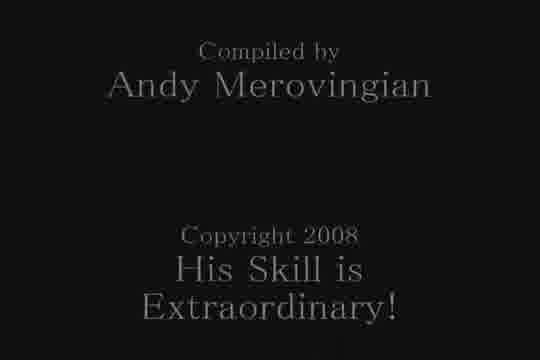 Compiled by
Andy Merovingian
Copyright 2008
His Skill is
Extraordinary!